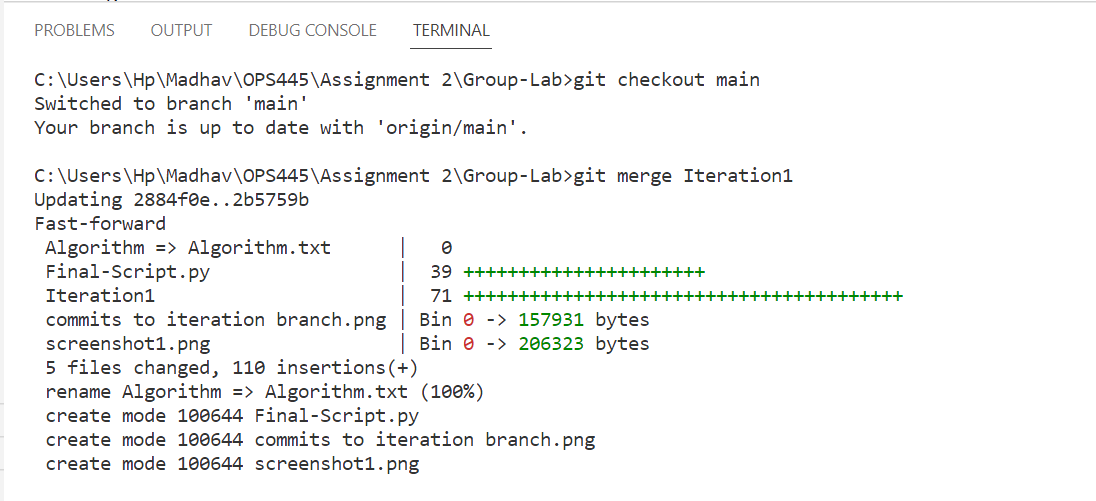 PROBLEMS OUTPUT DEBUG CONSOLE TERMINAL
C:\Users\Hp\Madhav\OPS445\Assignment 2\Group-Lab>git checkout main
Switched to branch 'main'
Your branch is up to date with 'origin/main'.
C:\Users\Hp\Madhav\OPS445\Assignment 2\Group-Lab>git merge Iteration1
Updating 2884f0e..2b5759b
Fast-forward
 Algorithm => Algorithm.txt       |   0
 Final-Script.py                  |  39 ++++++++++++++++++++++
 Iteration1                       |  71 ++++++++++++++++++++++++++++++++++++++++
 commits to iteration branch.png | Bin 0 -> 157931 bytes
 screenshot1.png                  | Bin 0 -> 206323 bytes
 5 files changed, 110 insertions(+)
 rename Algorithm => Algorithm.txt (100%)
 create mode 100644 Final-Script.py
 create mode 100644 commits to iteration branch.png
 create mode 100644 screenshot1.png